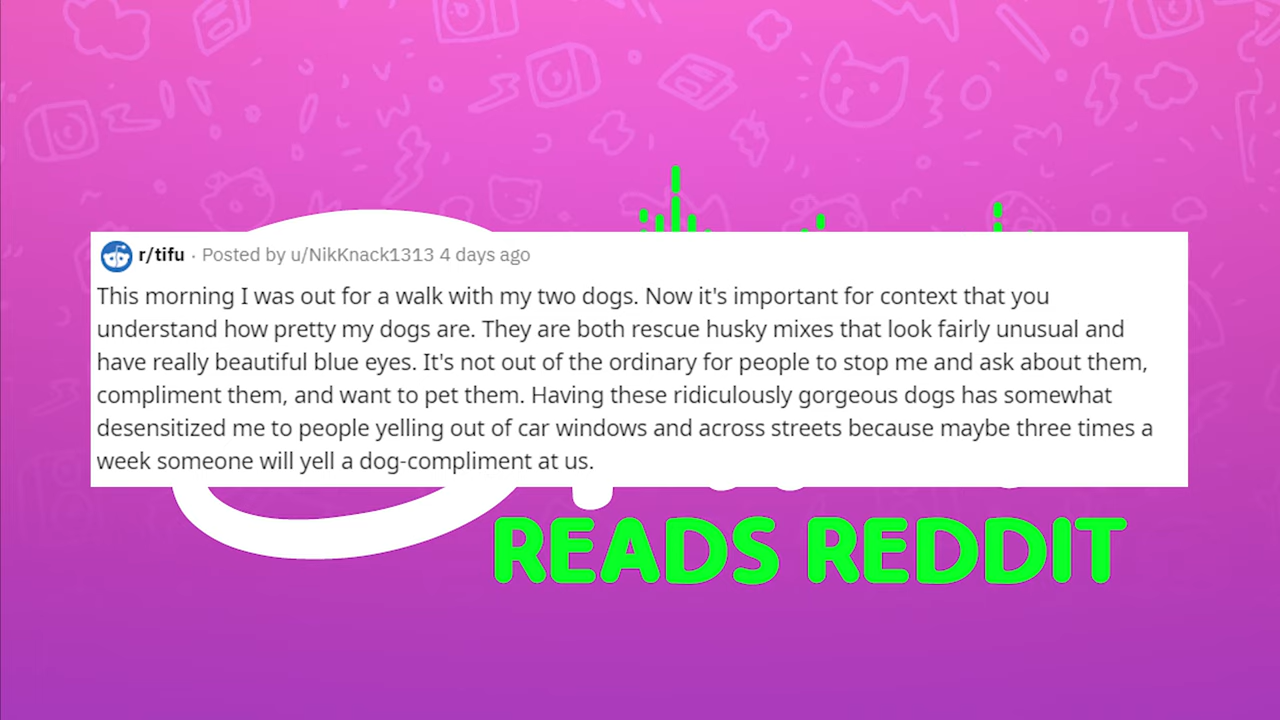 r/tifu · Posted by u/NikKnack1313 4 days ago
This morning I was out for a walk with my two dogs. Now it's important for context that you
understand how pretty my dogs are. They are both rescue husky mixes that look fairly unusual and
have really beautiful blue eyes. It's not out of the ordinary for people to stop me and ask about them,
compliment them, and want to pet them. Having these ridiculously gorgeous dogs has somewhat
desensitized me to people yelling out of car windows and across streets because maybe three times a
week someone will yell a dog-compliment at us.
READS REDDIT